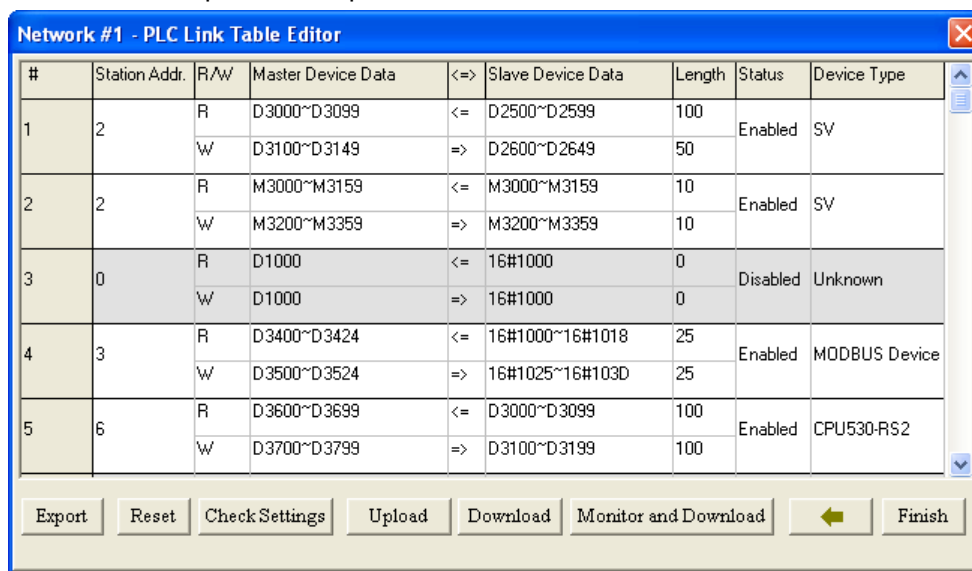 Network #1 - PLC Link Table Editor
# Station Addr. R/W Master Device Data <=> Slave Device Data Length Status Device Type
1 2 R D3000~D3099 <= D2500~D2599 100 Enabled SV
W D3100~D3149 => D2600~D2649 50
2 2 R M3000~M3159 <= M3000~M3159 10 Enabled SV
W M3200~M3359 => M3200~M3359 10
3 0 R D1000 <= 16#1000 0 Disabled Unknown
W D1000 => 16#1000 0
4 3 R D3400~D3424 <= 16#1000~16#1018 25 Enabled MODBUS Device
W D3500~D3524 => 16#1025~16#103D 25
5 6 R D3600~D3699 <= D3000~D3099 100 Enabled CPU530-RS2
W D3700~D3799 => D3100~D3199 100
Export Reset Check Settings Upload Download Monitor and Download Finish